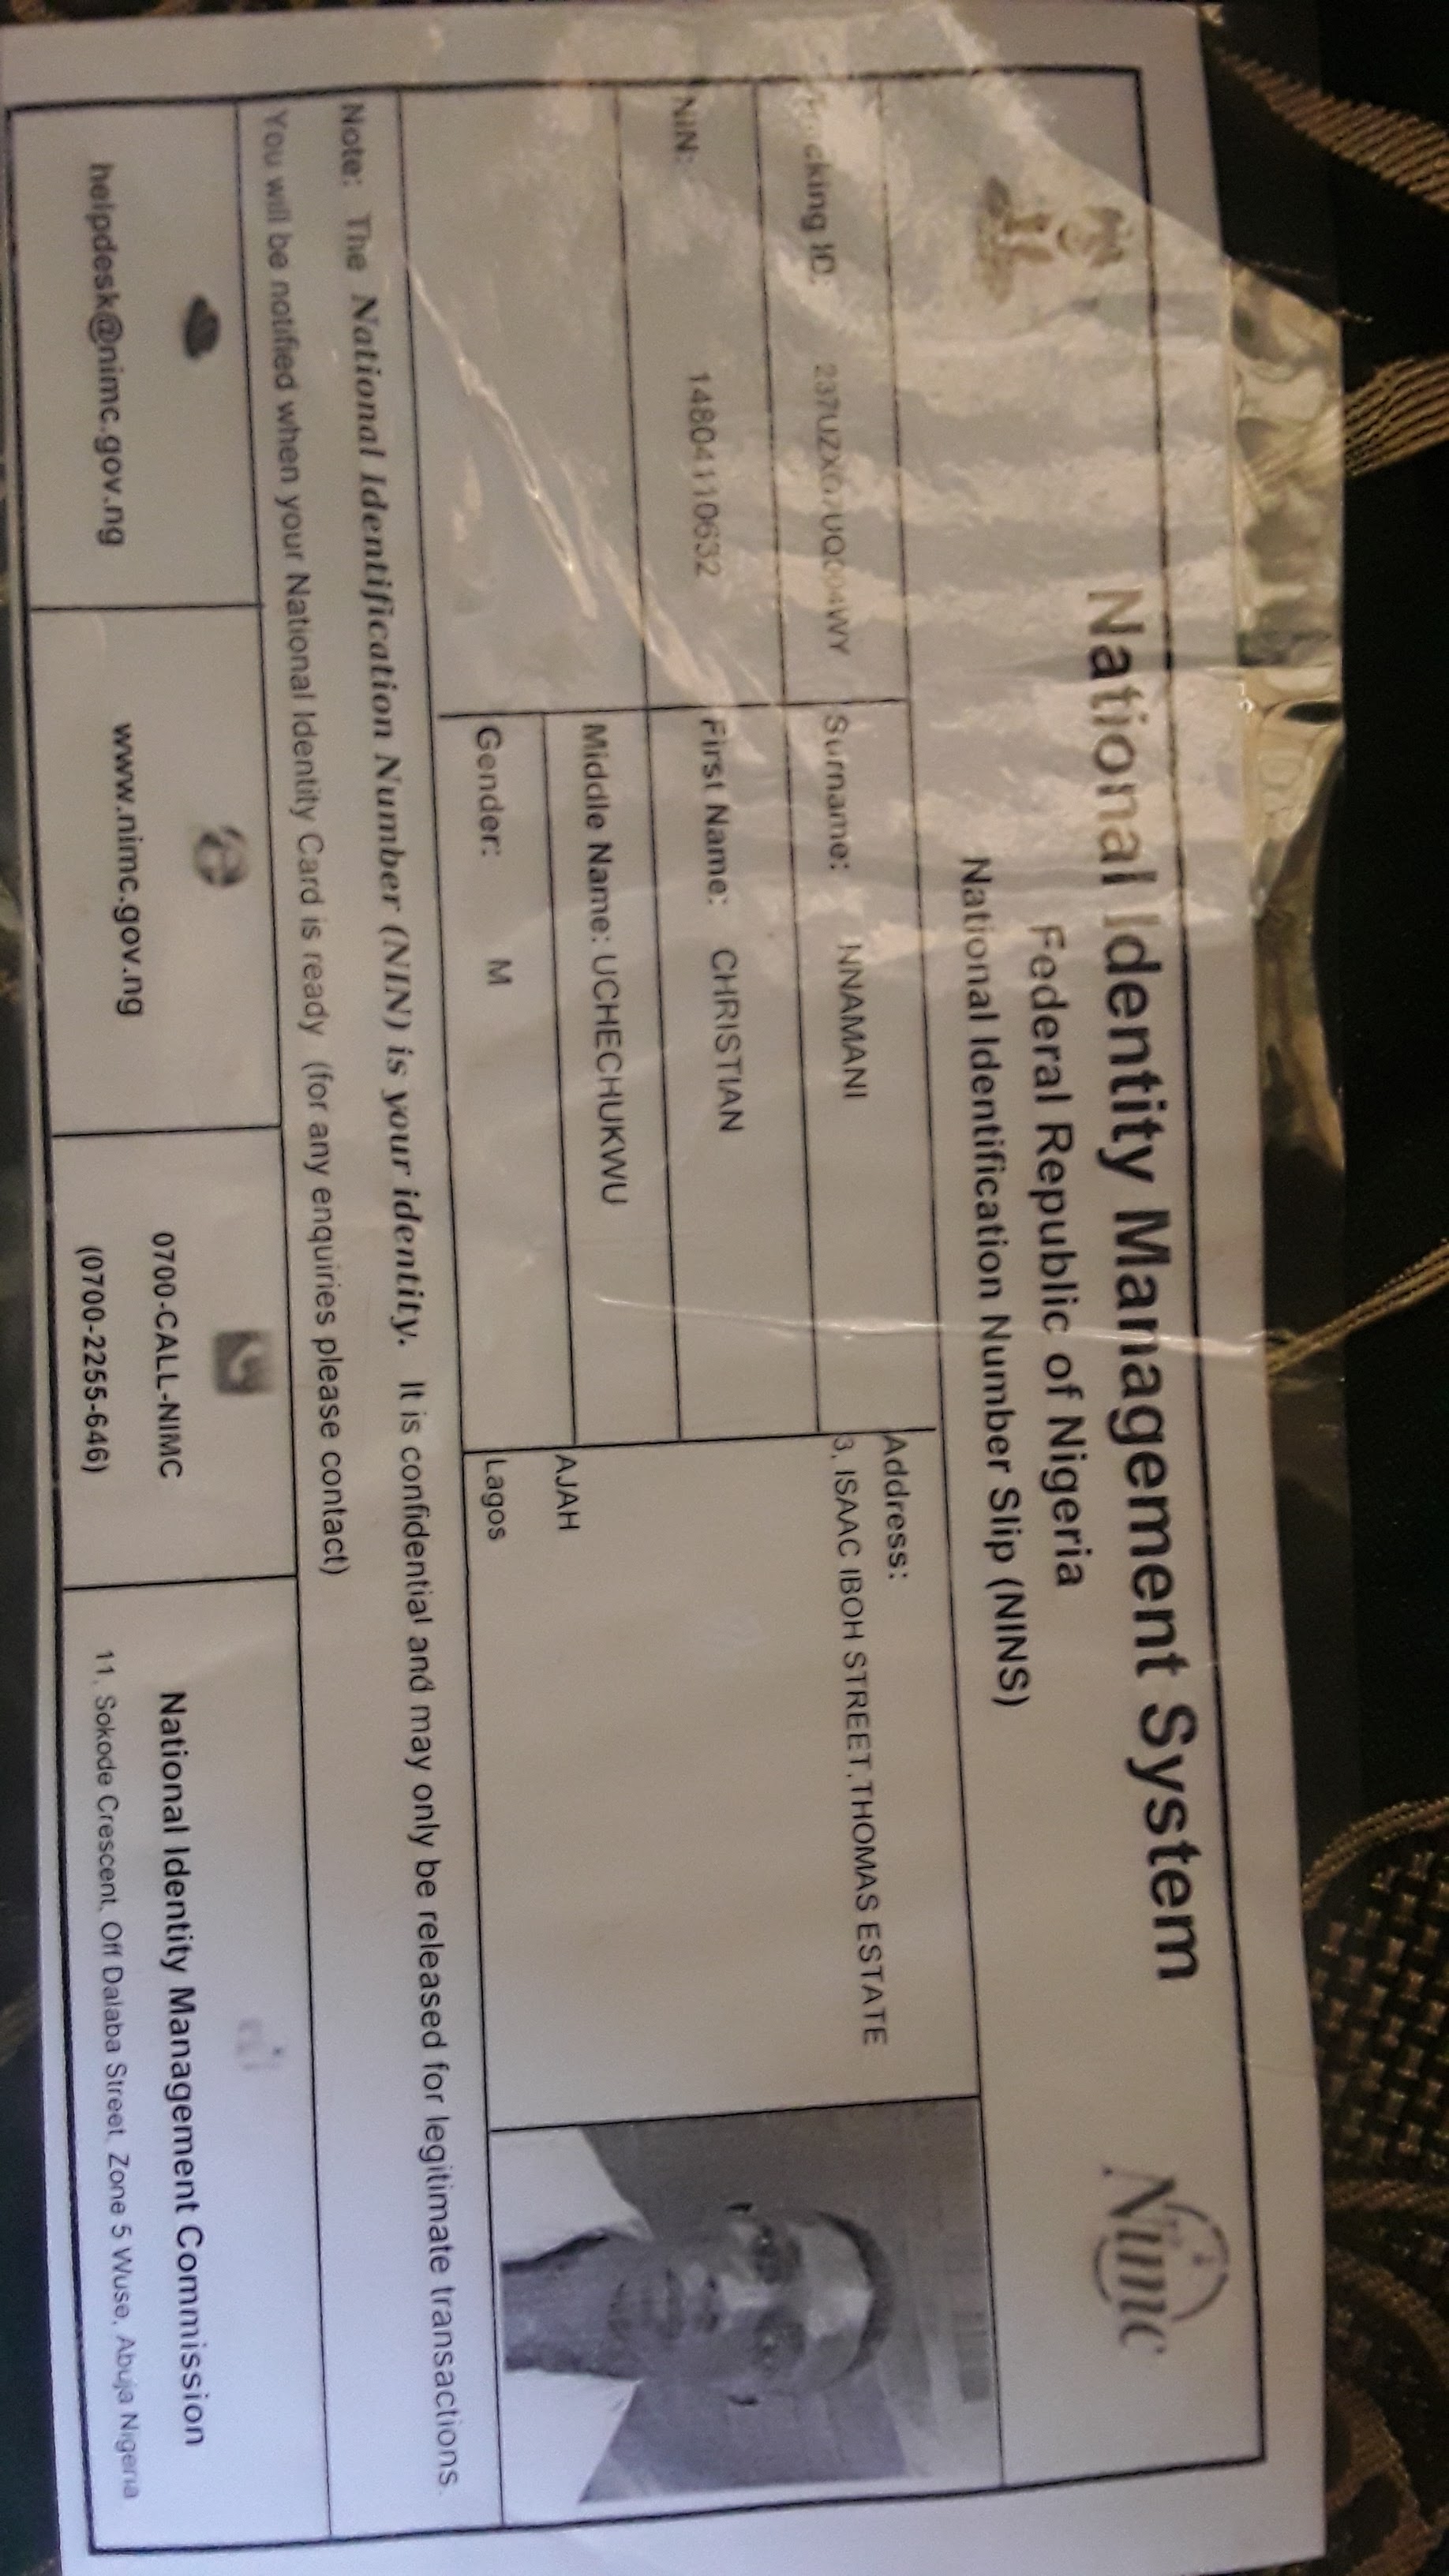 National Identity Management System
Federal Republic of Nigeria
National Identification Number Slip (NINS)
Nimc
ID:
Surname: NNAMANI
Address:
3, ISAAC IBOH STREET,THOMAS ESTATE
NIN: 14804110632
First Name: CHRISTIAN
Middle Name: UCHECHUKWU
AJAH
Gender: M
Lagos
Note: The National Identification Number (NIN) is your identity. It is confidential and may only be released for legitimate transactions.
You will be notified when your National Identity Card is ready (for any enquiries please contact)
helpdesk@nimc.gov.ng
www.nimc.gov.ng
0700-CALL-NIMC
(0700-2255-646)
National Identity Management Commission
11, Sokode Crescent, Off Dalaba Street, Zone 5 Wuse, Abuja Nigeria